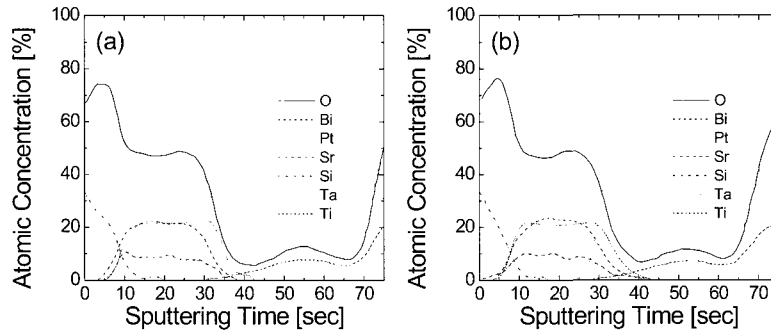 (a)
Atomic Concentration [%]
100
80
60
40
20
0
O
Bi
Pt
Sr
Si
Ta
Ti
0 10 20 30 40 50 60 70
Sputtering Time [sec]
(b)
Atomic Concentration [%]
100
80
60
40
20
0
O
Bi
Pt
Sr
Si
Ta
Ti
0 10 20 30 40 50 60 70
Sputtering Time [sec]